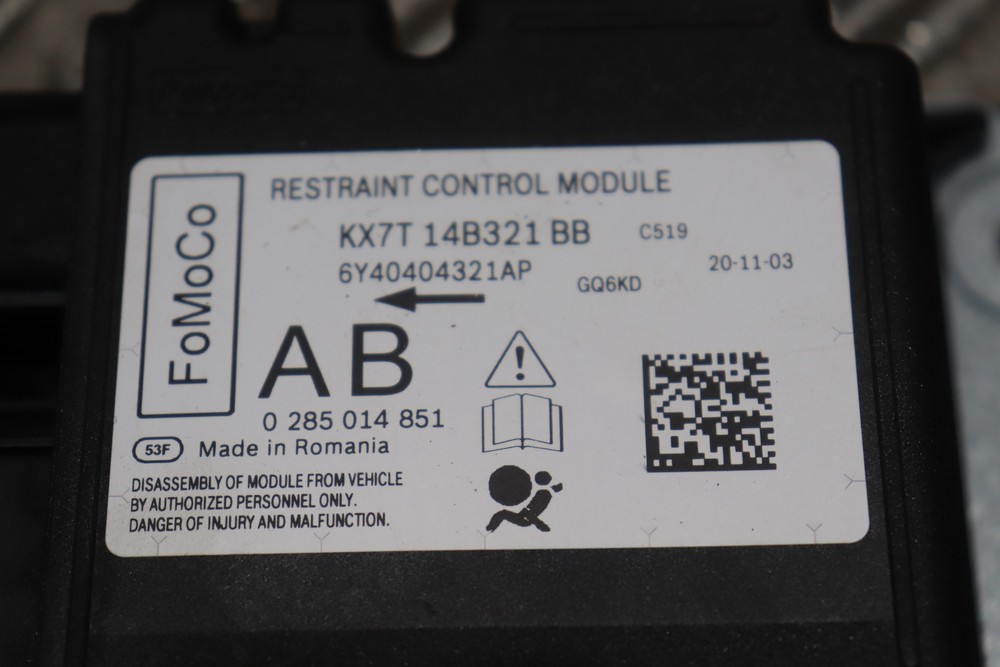 FoMoCo
RESTRAINT CONTROL MODULE
KX7T 14B321 BB C519
6Y40404321AP GQ6KD 20-11-03
AB
0 285 014 851
53F Made in Romania
DISASSEMBLY OF MODULE FROM VEHICLE
BY AUTHORIZED PERSONNEL ONLY.
DANGER OF INJURY AND MALFUNCTION.